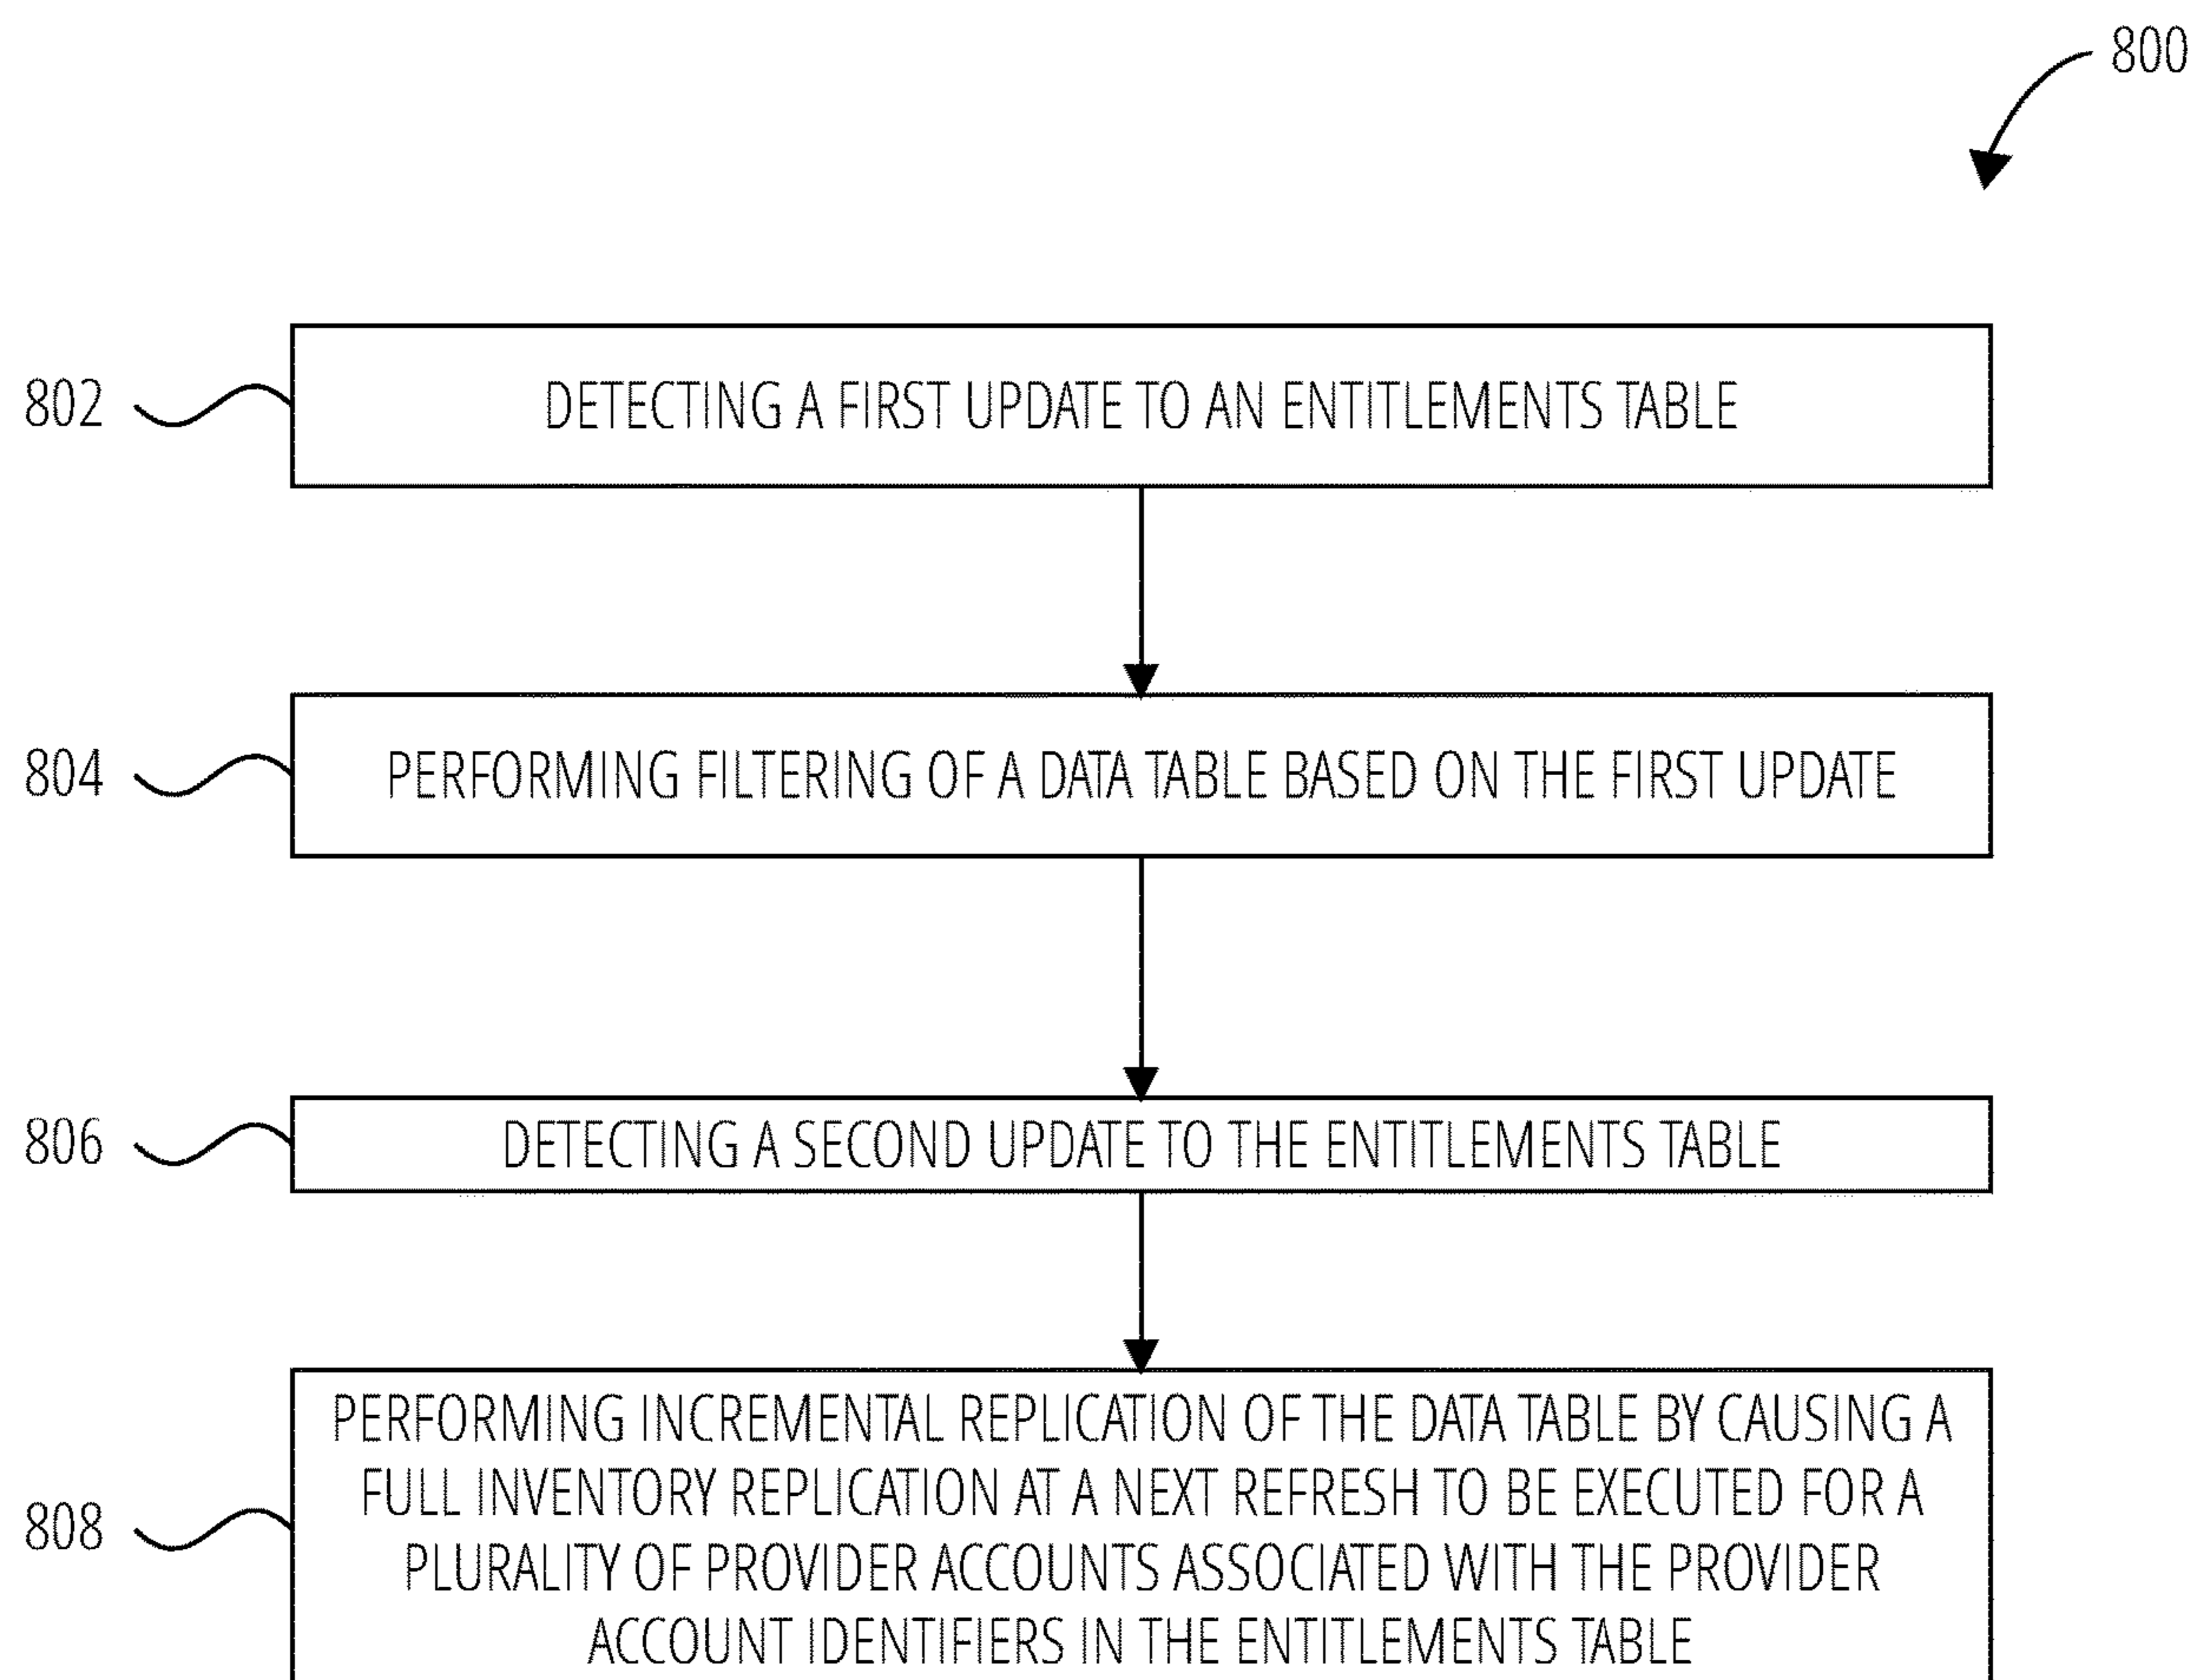 800
802
DETECTING A FIRST UPDATE TO AN ENTITLEMENTS TABLE
804
PERFORMING FILTERING OF A DATA TABLE BASED ON THE FIRST UPDATE
806
DETECTING A SECOND UPDATE TO THE ENTITLEMENTS TABLE
PERFORMING INCREMENTAL REPLICATION OF THE DATA TABLE BY CAUSING A
FULL INVENTORY REPLICATION AT A NEXT REFRESH TO BE EXECUTED FOR A
808
PLURALITY OF PROVIDER ACCOUNTS ASSOCIATED WITH THE PROVIDER
ACCOUNT IDENTIFIERS IN THE ENTITLEMENTS TABLE